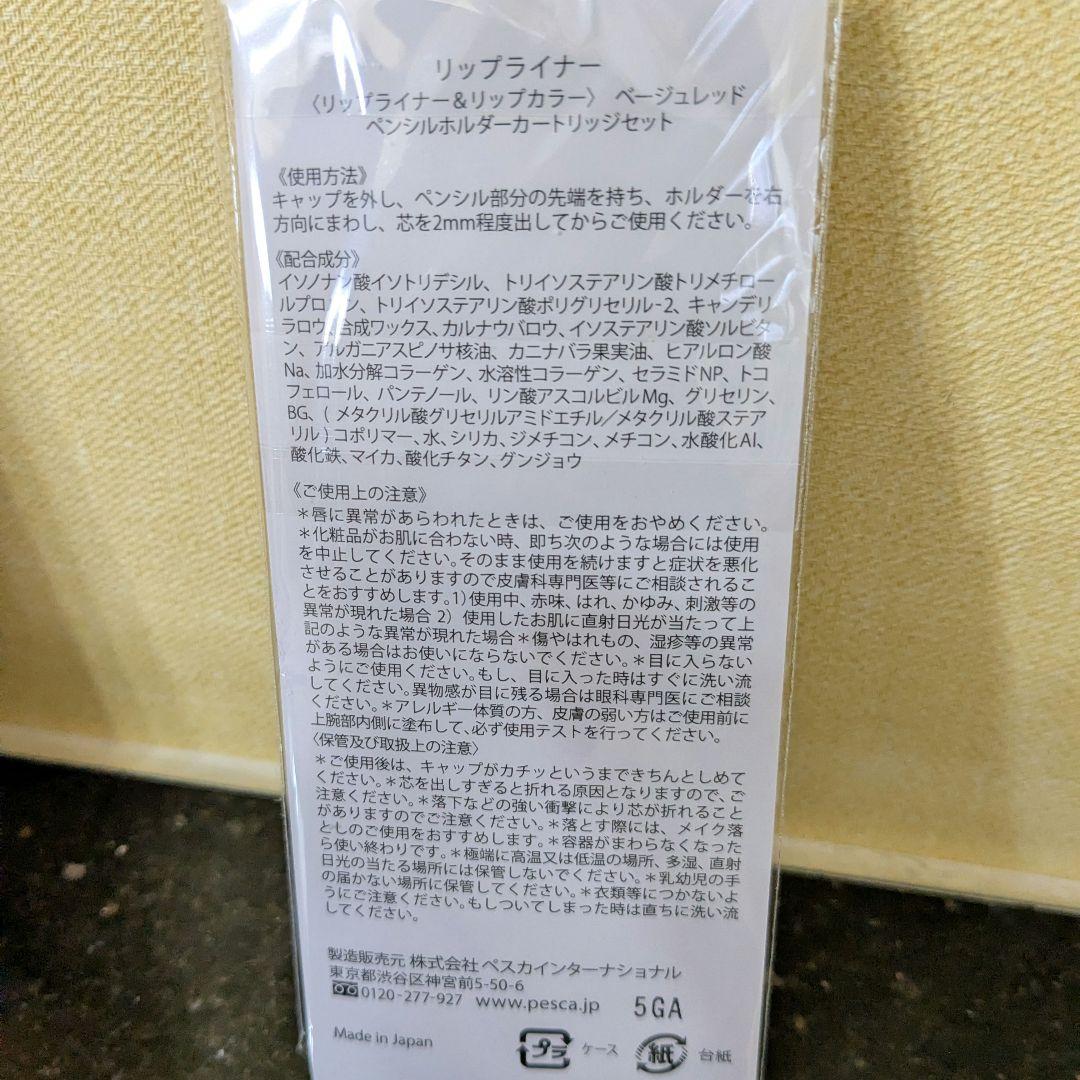 リップライナー
〈リップライナー&リップカラー〉 ベージュレッド
ペンシルホルダーカートリッジセット
《使用方法》
キャップを外し、ペンシル部分の先端を持ち、ホルダーを右
方向にまわし、芯を2mm程度出してからご使用ください。
《配合成分》
イソノナン酸イソトリデシル、トリイソステアリン酸トリメチロー
ルプロパン、トリイソステアリン酸ポリグリセリル-2、キャンデリ
ラロウ、合成ワックス、カルナウバロウ、イソステアリン酸ソルビタ
ン、アルガニアスピノサ核油、カニナバラ果実油、ヒアルロン酸
Na、加水分解コラーゲン、水溶性コラーゲン、セラミドNP、トコ
フェロール、パンテノール、リン酸アスコルビルMg、グリセリン、
BG、(メタクリル酸グリセリルアミドエチル/メタクリル酸ステア
リル)コポリマー、水、シリカ、ジメチコン、メチコン、水酸化Al、
酸化鉄、マイカ、酸化チタン、グンジョウ
《ご使用上の注意》
＊唇に異常があらわれたときは、ご使用をおやめください。
＊化粧品がお肌に合わない時、即ち次のような場合には使用
を中止してください。そのまま使用を続けますと症状を悪化
させることがありますので皮膚科専門医等にご相談されるこ
とをおすすめします。1)使用中、赤味、はれ、かゆみ、刺激等の
異常が現れた場合 2) 使用したお肌に直射日光が当たって上
記のような異常が現れた場合＊傷やはれもの、湿疹等の異常
がある場合はお使いにならないでください。＊目に入らない
ようにご使用ください。もし、目に入った時はすぐに洗い流
してください。異物感が目に残る場合は眼科専門医にご相談
ください。＊アレルギー体質の方、皮膚の弱い方はご使用前に
上腕部内側に塗布して、必ず使用テストを行ってください。
〈保管及び取扱上の注意〉
＊ご使用後は、キャップがカチッというまできちんとしめて
ください。＊芯を出しすぎると折れる原因となりますので、ご
注意ください。＊落下などの強い衝撃により芯が折れること
がありますのでご注意ください。＊落とす際には、メイク落
としのご使用をおすすめします。＊容器がまわらなくなった
ら使い終わりです。＊極端に高温又は低温の場所、多湿、直射
日光の当たる場所には保管しないでください。＊乳幼児の手
の届かない場所に保管してください。＊衣類等につかないよ
うにご注意ください。もしついてしまった時は直ちに洗い流
してください。
製造販売元 株式会社 ペスカインターナショナル
東京都渋谷区神宮前5-50-6
0120-277-927 www.pesca.jp 5GA
Made in Japan プラ ケース 紙 台紙